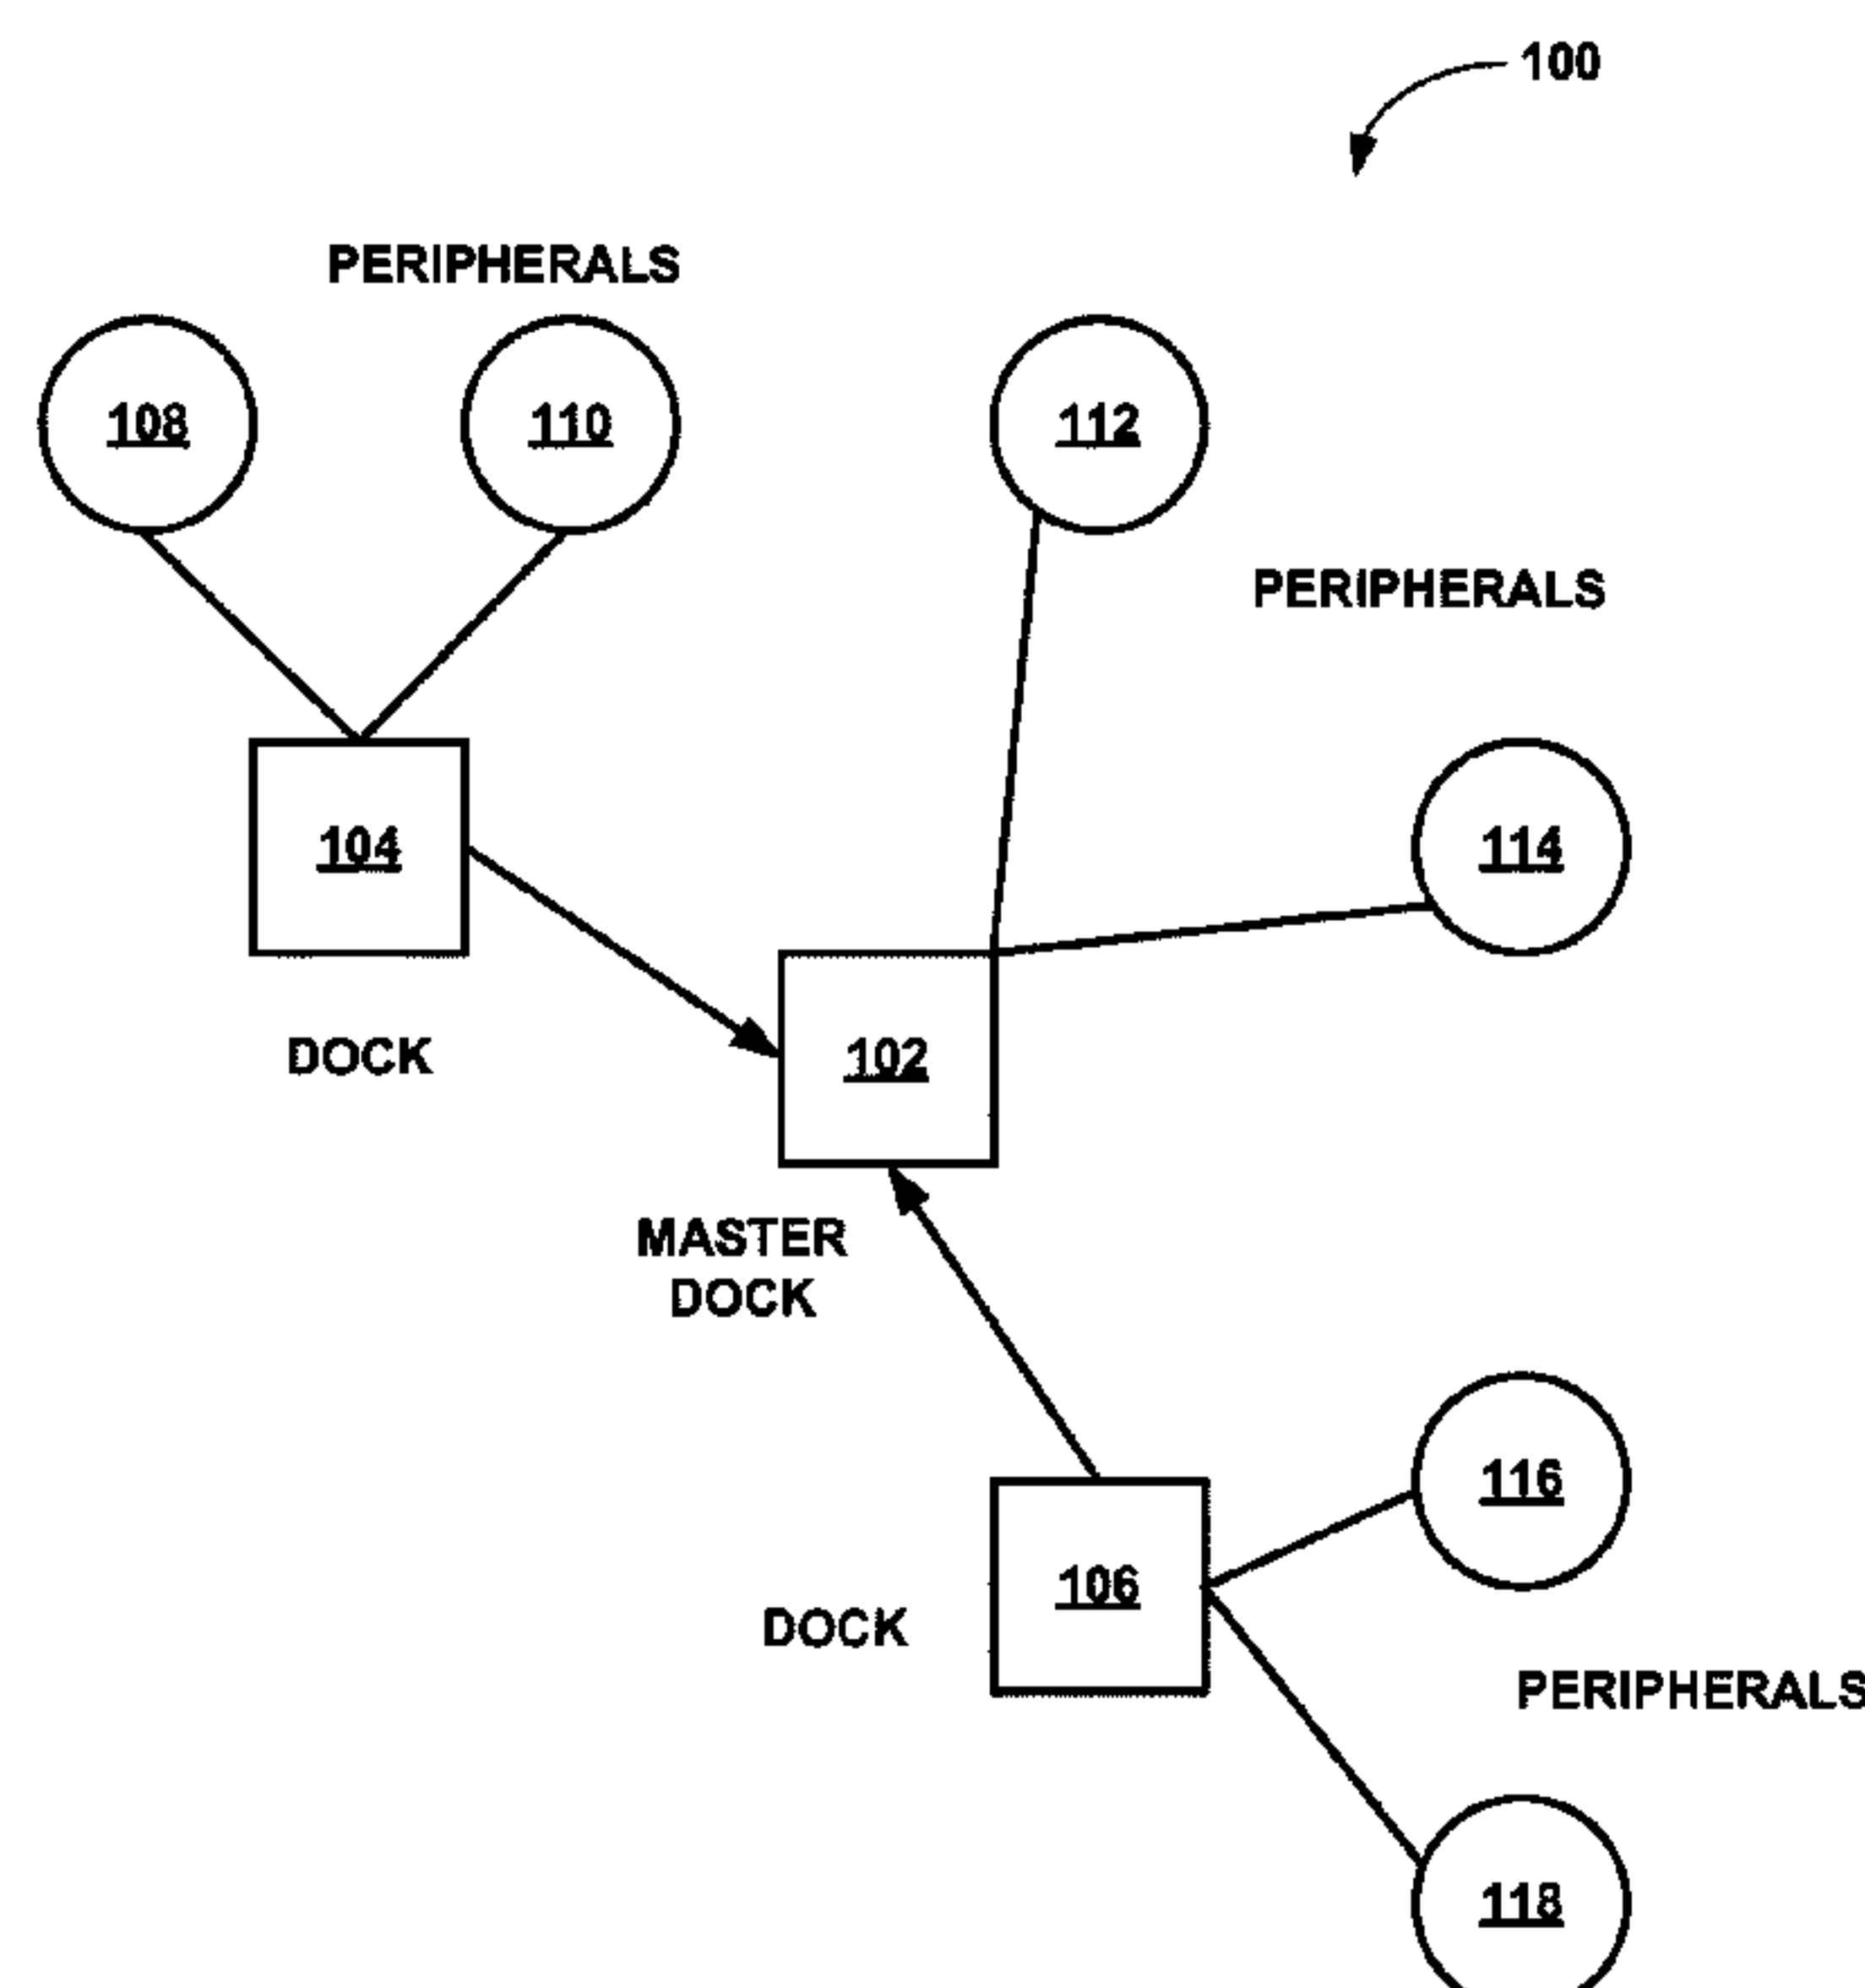 100
PERIPHERALS
108
110
112
PERIPHERALS
114
104
DOCK
102
MASTER
DOCK
116
106
DOCK
PERIPHERALS
118